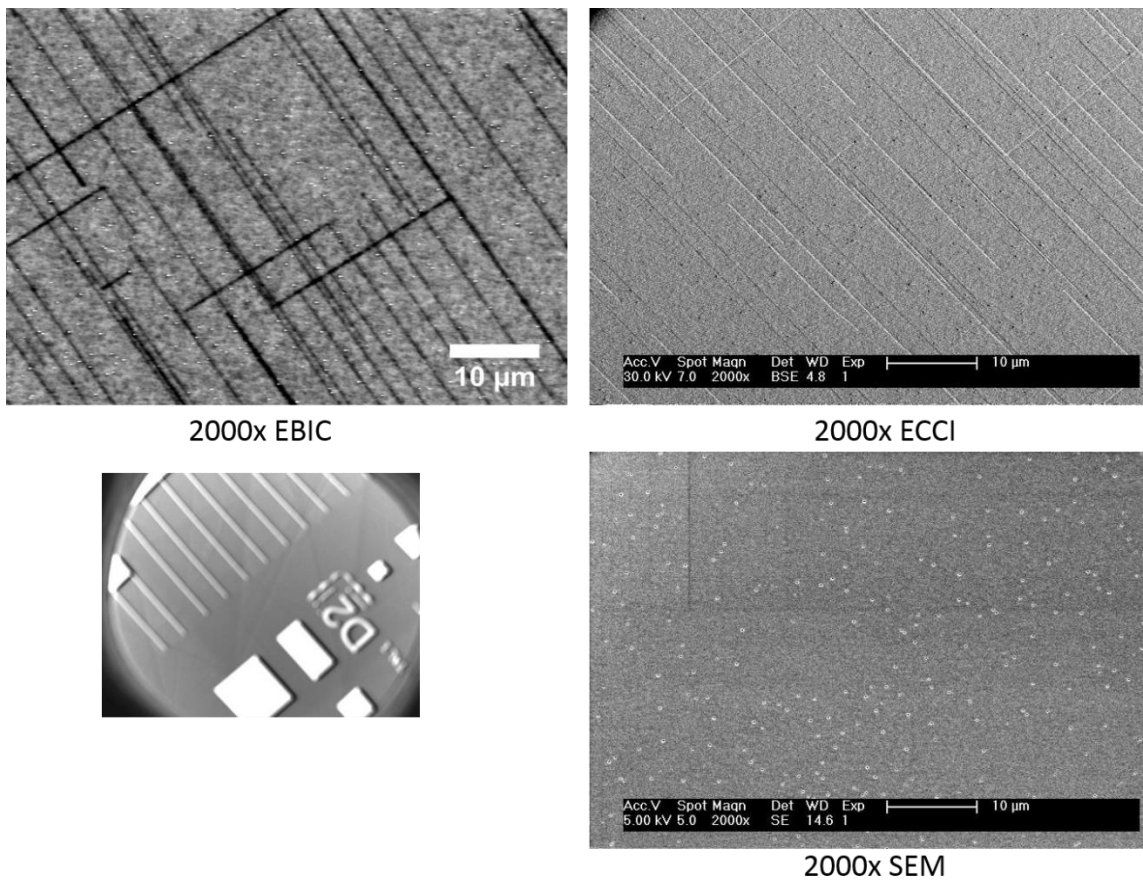 10 µm
2000x EBIC
Acc.V Spot Magn Det WD Exp 10 µm
30.0 kV 7.0 2000x BSE 4.8 1
2000x ECCI
D2
Acc.V Spot Magn Det WD Exp 10 µm
5.00 kV 5.0 2000x SE 14.6 1
2000x SEM